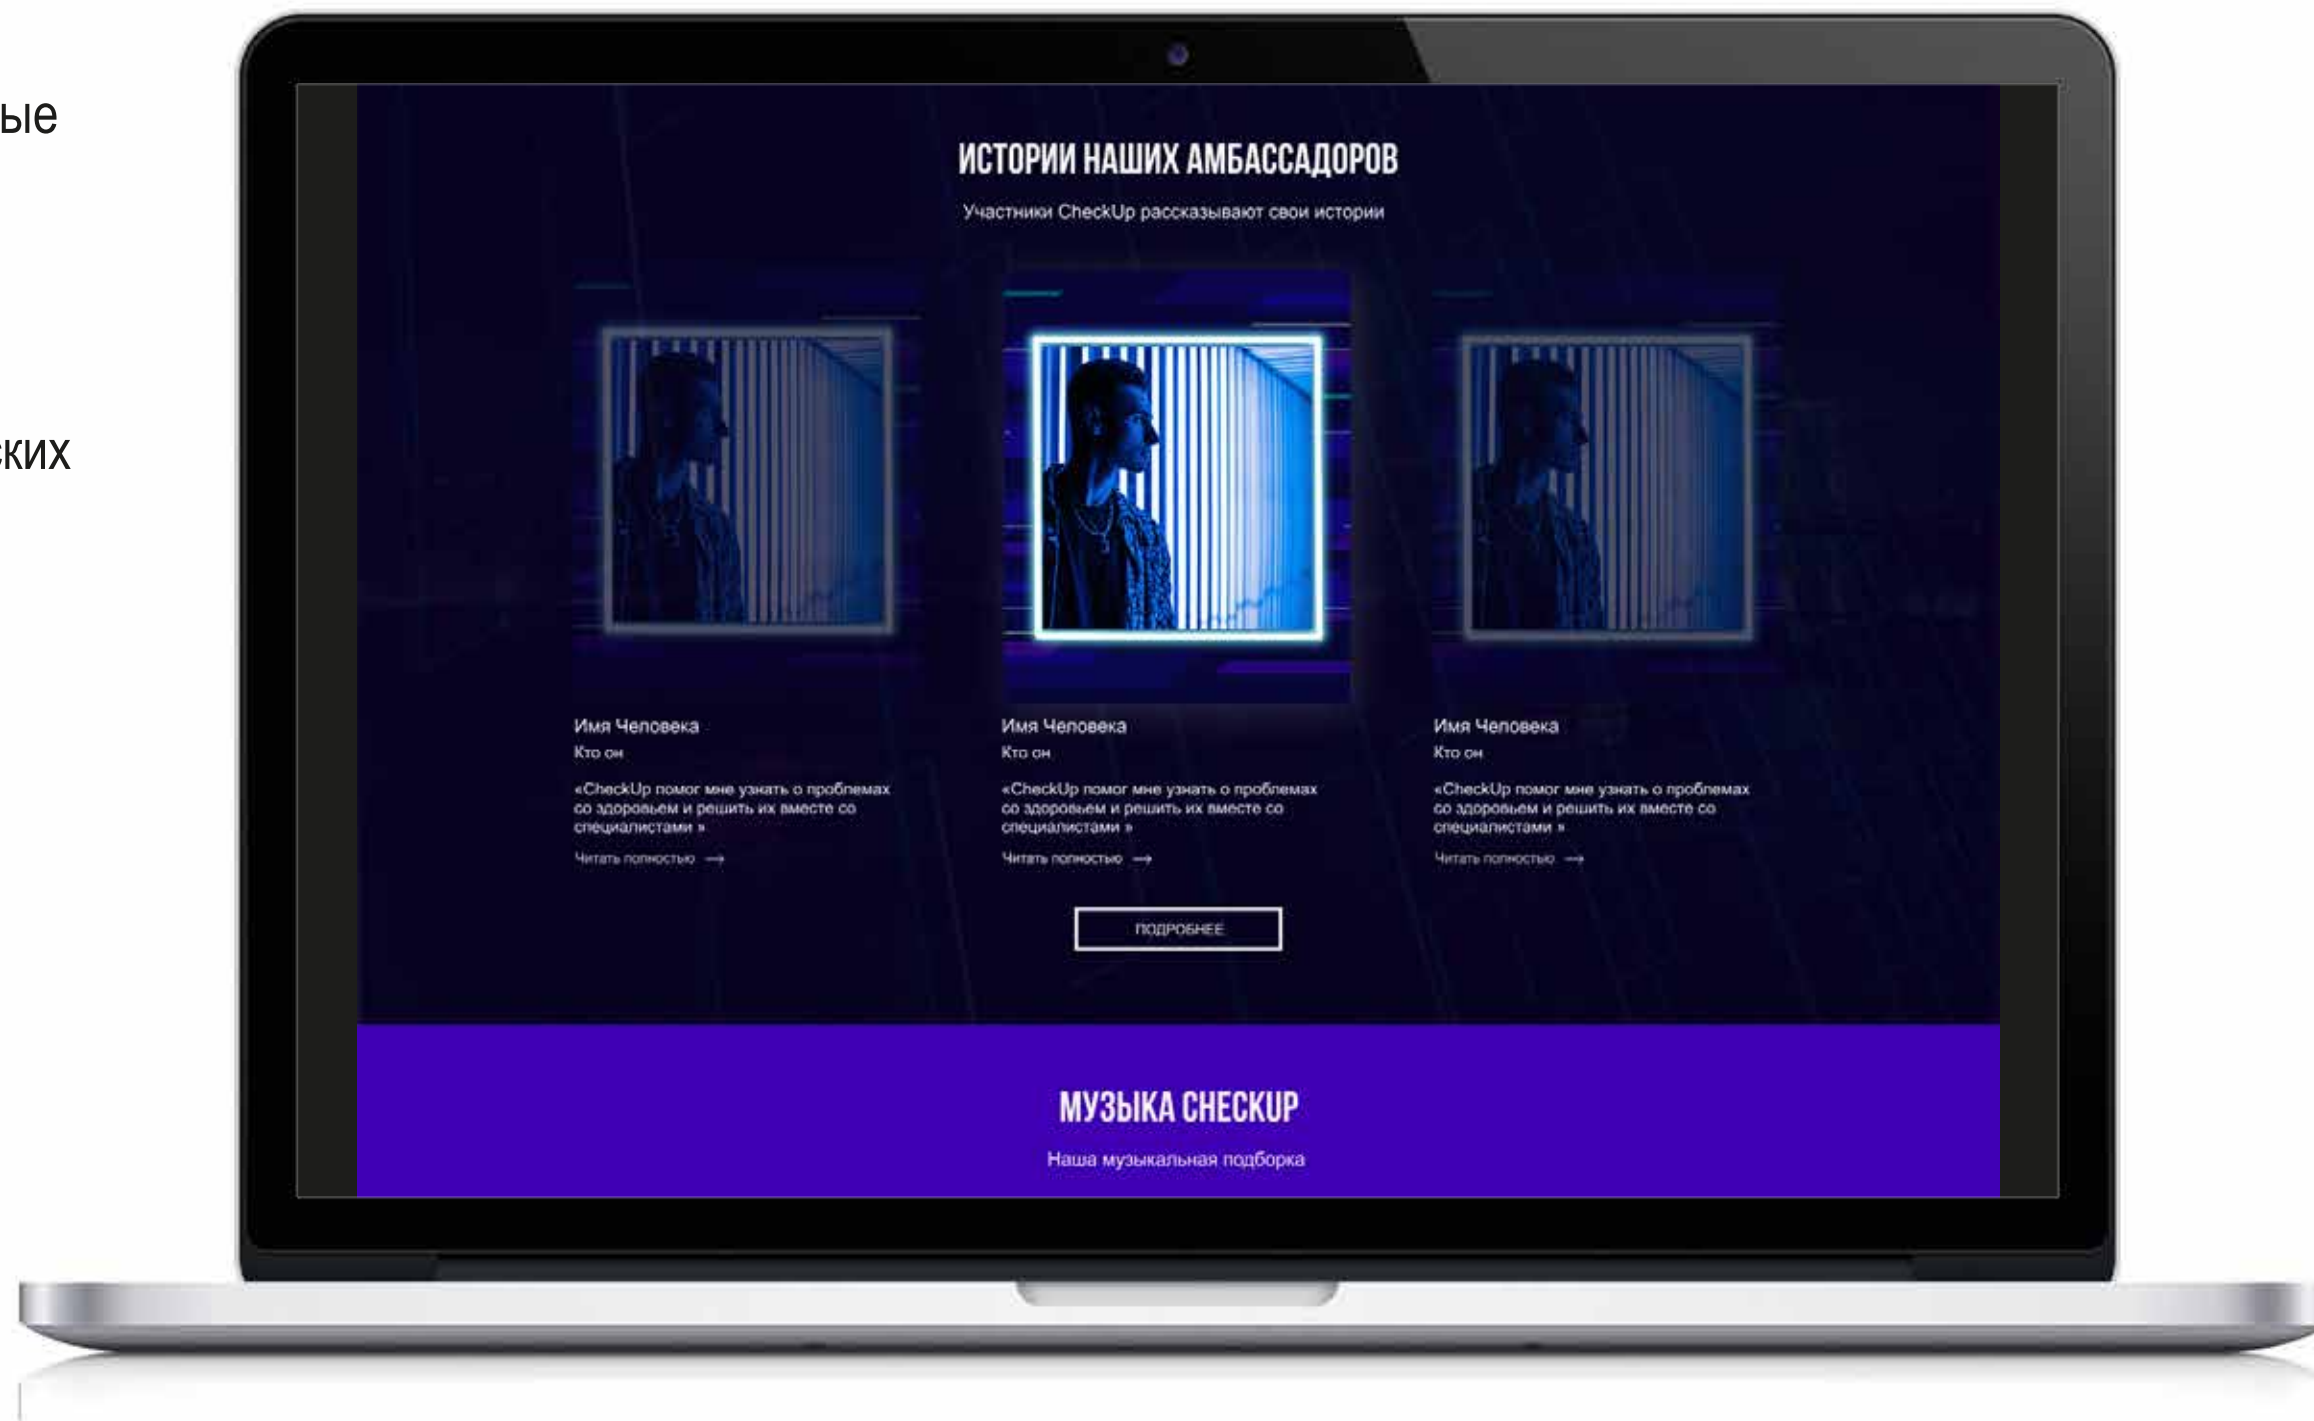 ые
ских
ИСТОРИИ НАШИХ АМБАССАДОРОВ
Участники CheckUp рассказывают свои истории
Имя Человека
Кто он
«CheckUp помог мне узнать о проблемах
со здоровьем и решить их вместе со
специалистами »
Читать полностью →
Имя Человека
Кто он
«CheckUp помог мне узнать о проблемах
со здоровьем и решить их вместе со
специалистами »
Читать полностью →
Имя Человека
Кто он
«CheckUp помог мне узнать о проблемах
со здоровьем и решить их вместе со
специалистами »
Читать полностью →
ПОДРОБНЕЕ
МУЗЫКА CHECKUP
Наша музыкальная подборка